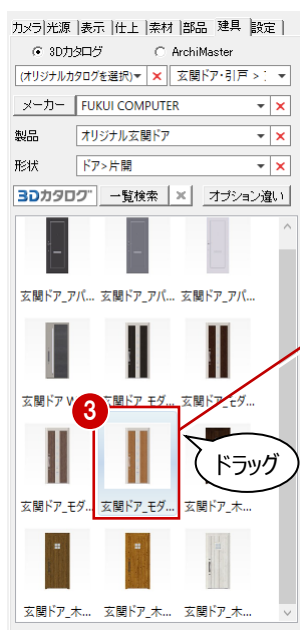 カメラ|光源 |表示 |仕上 |素材 |部品 建具 |設定 |
3Dカタログ ArchiMaster
(オリジナルカタログを選択) 玄関ドア・引戸 >
メーカー FUKUI COMPUTER
製品 オリジナル玄関ドア
形状 ドア>片開
3Dカタログ 一覧検索 オプション違い
玄関ドア_アパ... 玄関ドア_アパ... 玄関ドア_アパ...
玄関ドア W 玄関ドア_モダ... 玄関ドア_モダ...
3
ドラッグ
玄関ドア_モダ... 玄関ドア_モダ... 玄関ドア_木...
玄関ドア_木... 玄関ドア_木... 玄関ドア_木...